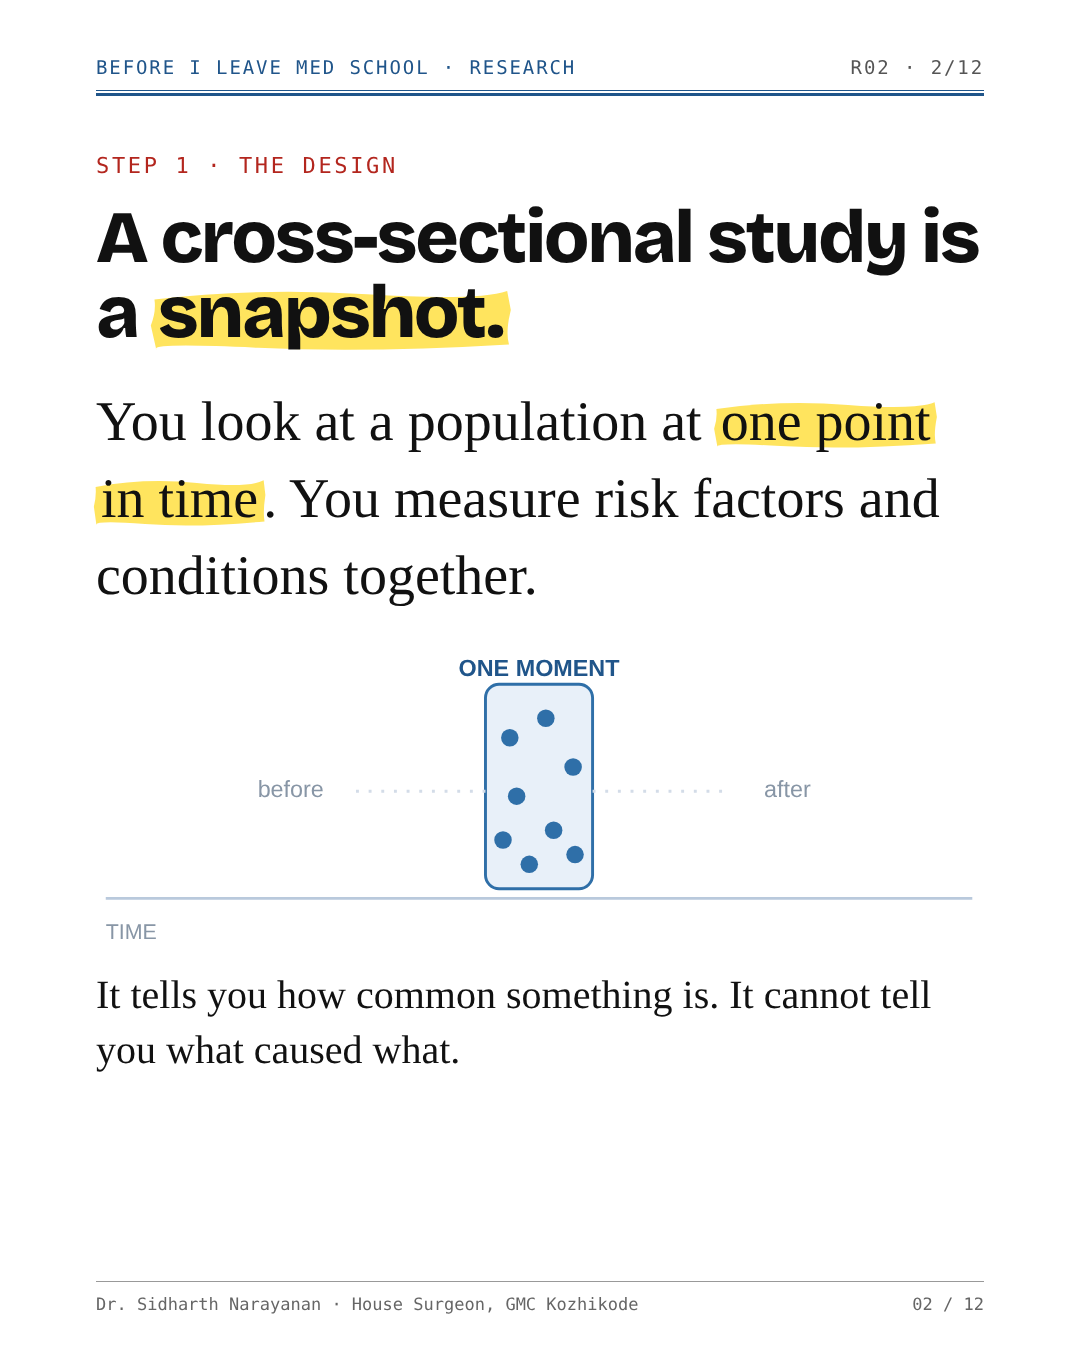 BEFORE I LEAVE MED SCHOOL · RESEARCH
R02 · 2/12
STEP 1 · THE DESIGN
A cross-sectional study is
a snapshot.
You look at a population at one point
in time. You measure risk factors and
conditions together.
ONE MOMENT
before
after
TIME
It tells you how common something is. It cannot tell
you what caused what.
Dr. Sidharth Narayanan · House Surgeon, GMC Kozhikode
02 / 12